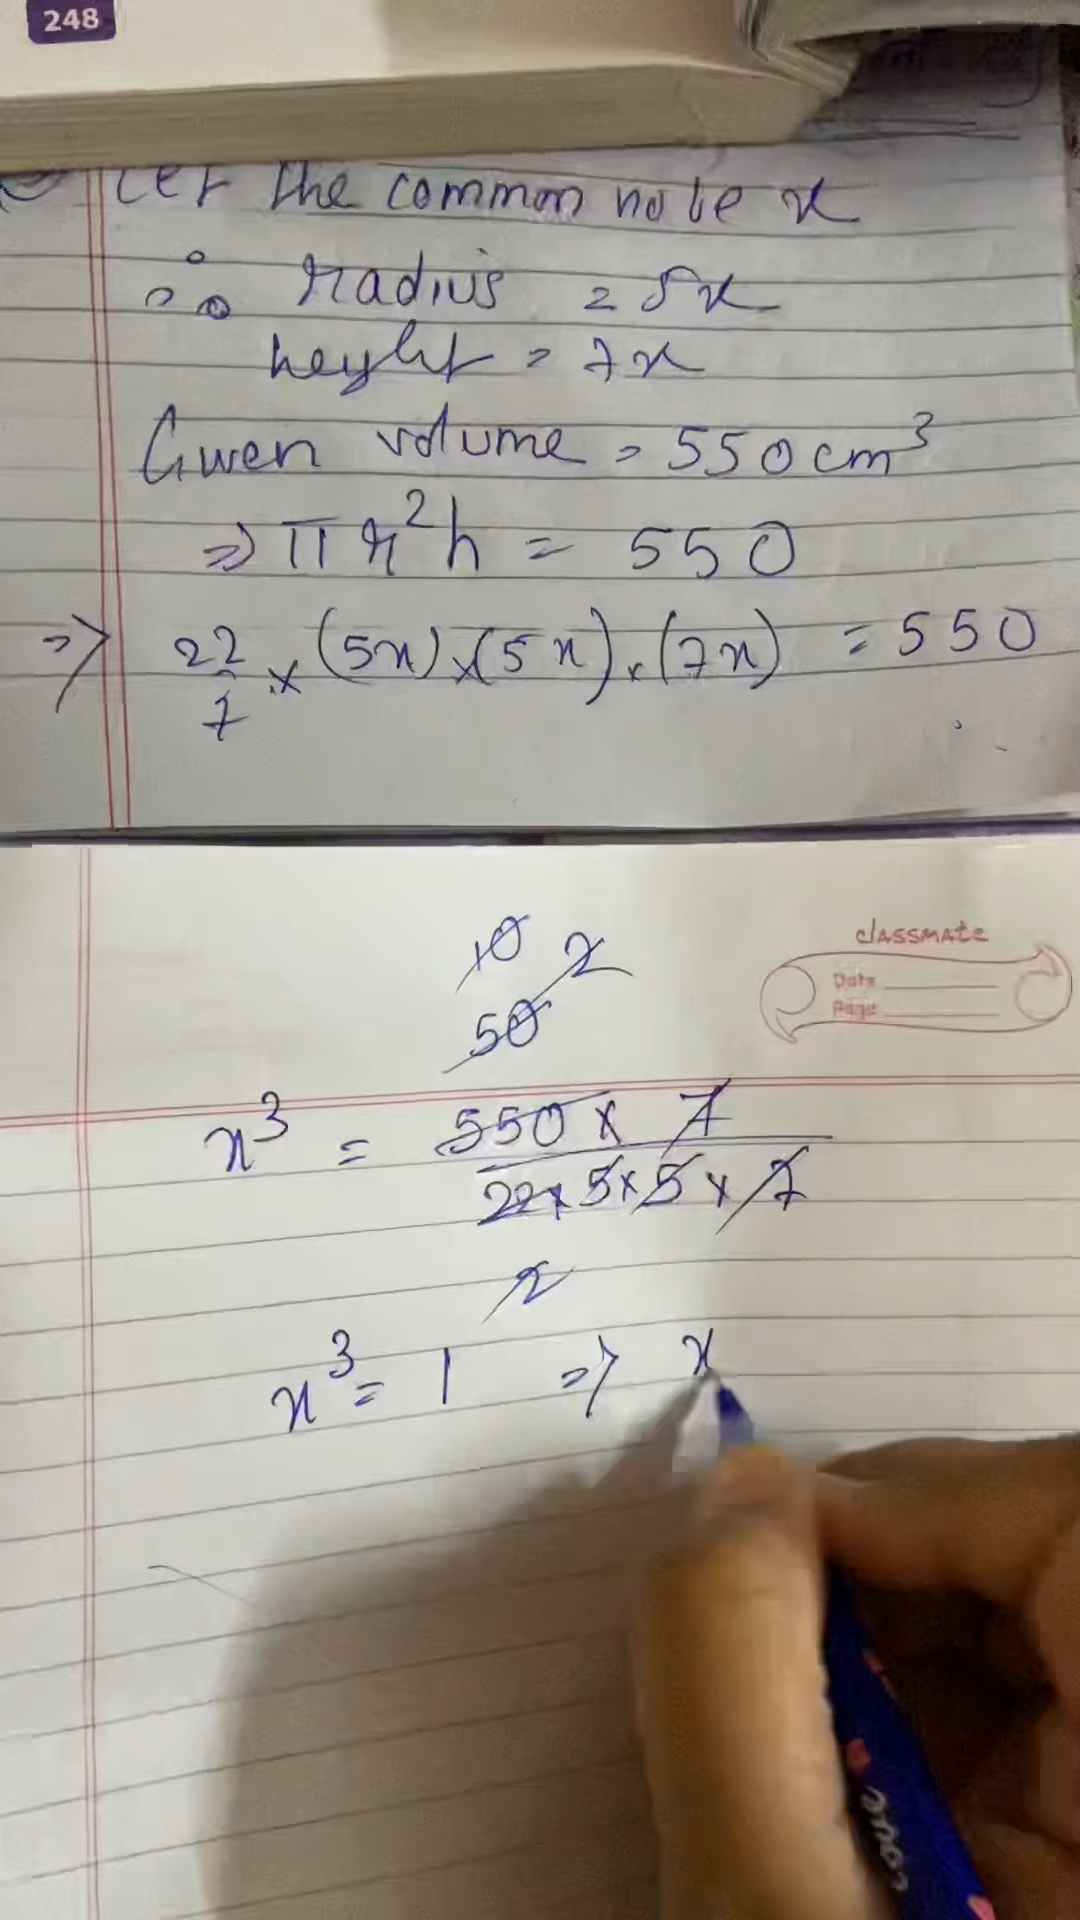 248
Let the common no be x
∴ radius = 5x
height = 7x
Given volume = 550 cm³
⇒ πr²h = 550
⇒ 22/7 × (5x) × (5x) × (7x) = 550
classmate
Date
Page
10 2
50
x³ = 550 × 7
22 × 5 × 5 × 7
2
x³ = 1 ⇒ x